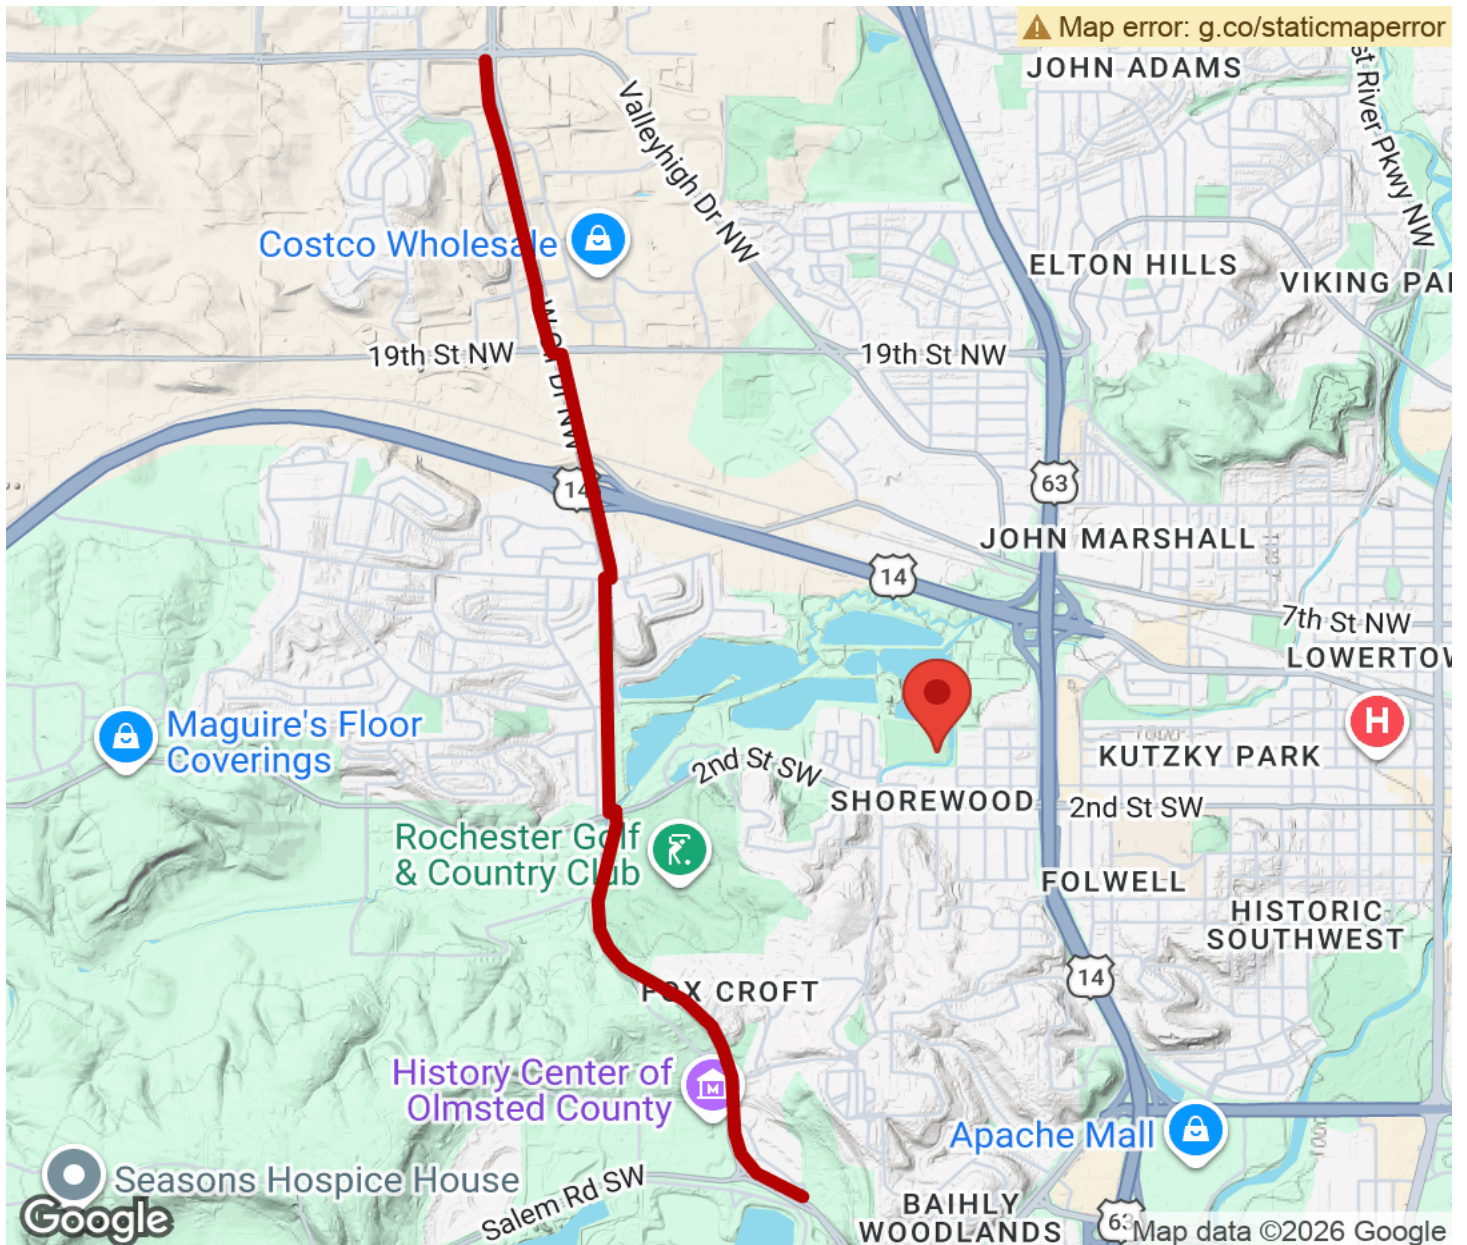 Map error: g.co/staticmaperror
JOHN ADAMS
Valleyhigh Dr NW
Costco Wholesale
ELTON HILLS
VIKING PA
19th St NW
19th St NW
14
63
JOHN MARSHALL
14
7th St NW
LOWERTOW
Maguire's Floor
Coverings
2nd St SW
H
KUTZKY PARK
SHOREWOOD
2nd St SW
Rochester Golf
& Country Club
FOLWELL
HISTORIC
SOUTHWEST
14
FOX CROFT
History Center of
Olmsted County
M
Apache Mall
Seasons Hospice House
Salem Rd SW
BAIHLY
WOODLANDS
63
Google
Map data ©2026 Google